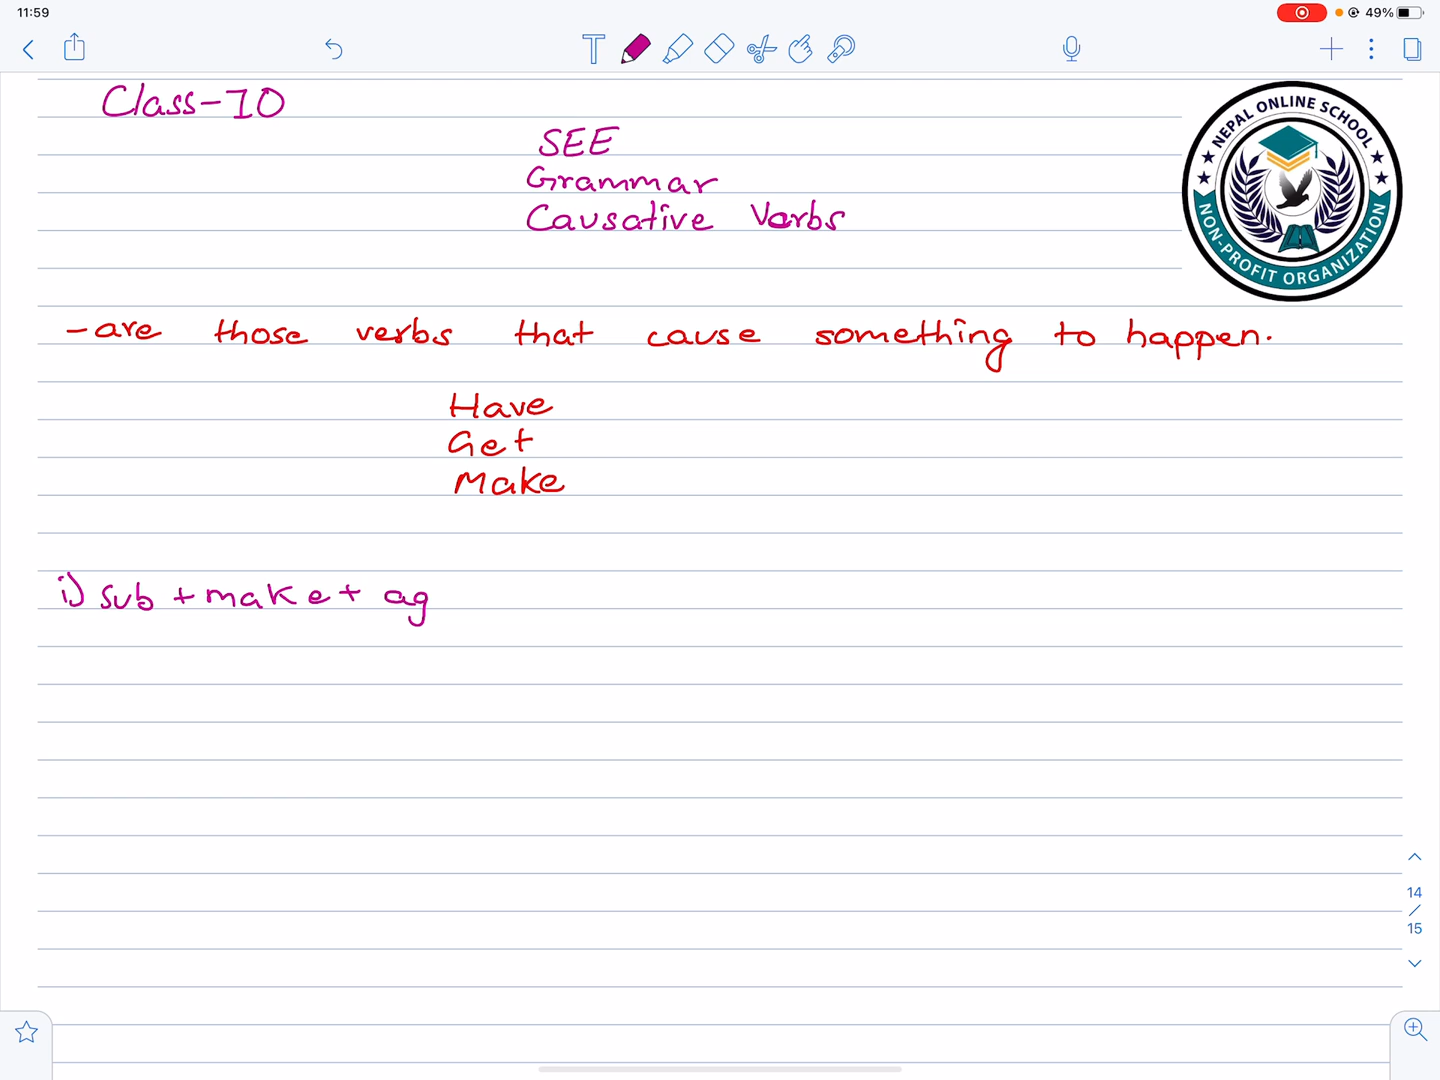 11:59
49%
Class-10
SEE
Grammar
Causative Verbs
NEPAL ONLINE SCHOOL
NON-PROFIT ORGANIZATION
-are those verbs that cause something to happen.
Have
Get
Make
i) sub + make + ag
14
/
15